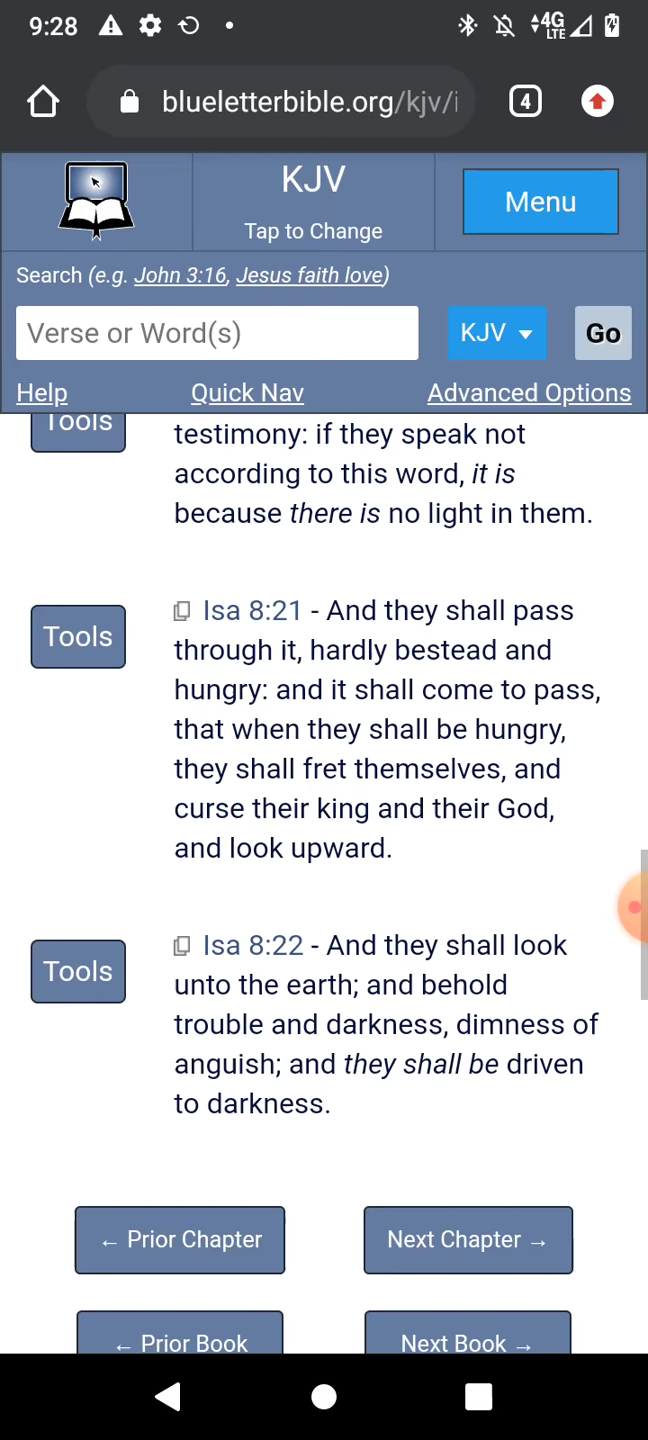 9:28
4G
LTE
blueletterbible.org/kjv/i
4
KJV
Tap to Change
Menu
Search (e.g. John 3:16, Jesus faith love)
Verse or Word(s)
KJV
Go
Help
Quick Nav
Advanced Options
Tools
testimony: if they speak not
according to this word, it is
because there is no light in them.
Tools
Isa 8:21 - And they shall pass
through it, hardly bestead and
hungry: and it shall come to pass,
that when they shall be hungry,
they shall fret themselves, and
curse their king and their God,
and look upward.
Tools
Isa 8:22 - And they shall look
unto the earth; and behold
trouble and darkness, dimness of
anguish; and they shall be driven
to darkness.
← Prior Chapter
Next Chapter →
← Prior Book
Next Book →